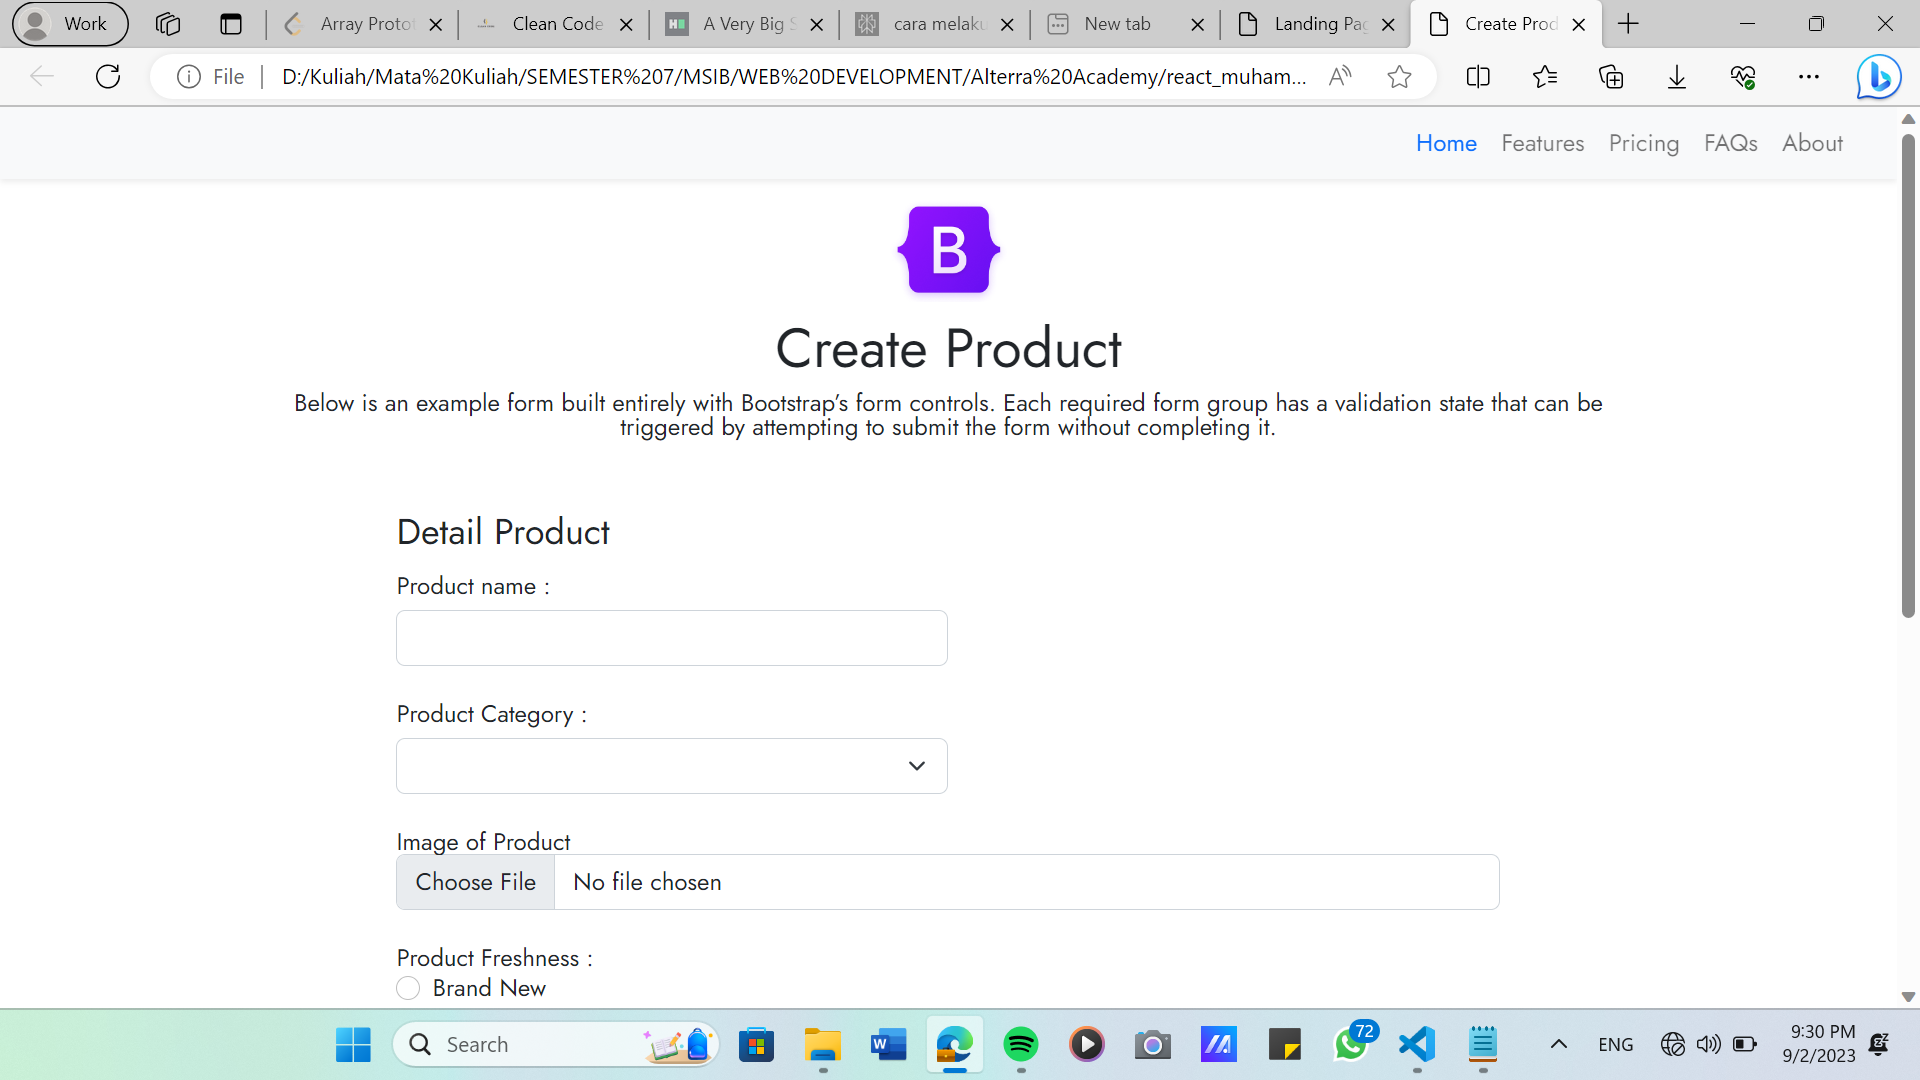 Work
Array Protot
Clean Code
A Very Big S
cara melaku
New tab
Landing Pag
Create Prod
File
D:/Kuliah/Mata%20Kuliah/SEMESTER%207/MSIB/WEB%20DEVELOPMENT/Alterra%20Academy/react_muham...
Home Features Pricing FAQs About
B
Create Product
Below is an example form built entirely with Bootstrap’s form controls. Each required form group has a validation state that can be
triggered by attempting to submit the form without completing it.
Detail Product
Product name :
Product Category :
Image of Product
Choose File No file chosen
Product Freshness :
Brand New
Search
72
ENG
9:30 PM
9/2/2023